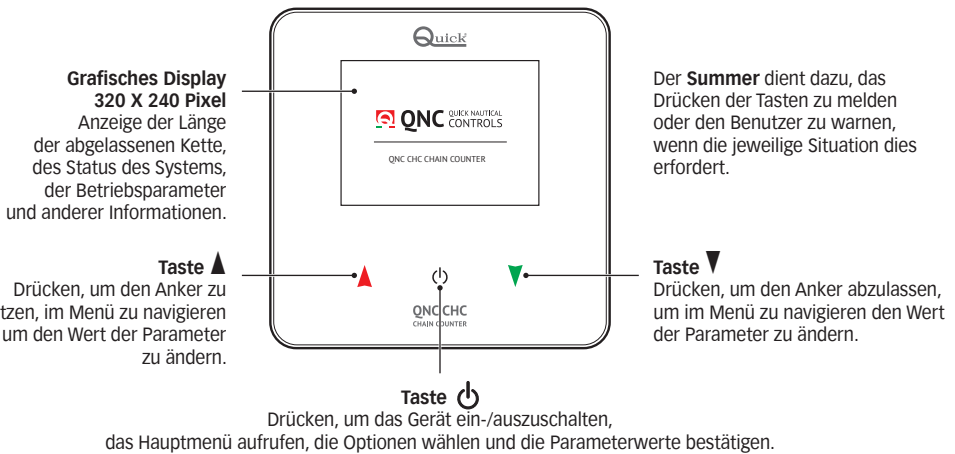 Quick
Grafisches Display
320 X 240 Pixel
Anzeige der Länge
der abgelassenen Kette,
des Status des Systems,
der Betriebsparameter
und anderer Informationen.
QNC QUICK NAUTICAL
CONTROLS
QNC CHC CHAIN COUNTER
Der Summer dient dazu, das
Drücken der Tasten zu melden
oder den Benutzer zu warnen,
wenn die jeweilige Situation dies
erfordert.
Taste
Drücken, um den Anker zu
tzen, im Menü zu navigieren
um den Wert der Parameter
zu ändern.
QNC CHC
CHAIN COUNTER
Taste
Drücken, um den Anker abzulassen,
um im Menü zu navigieren den Wert
der Parameter zu ändern.
Taste
Drücken, um das Gerät ein-/auszuschalten,
das Hauptmenü aufrufen, die Optionen wählen und die Parameterwerte bestätigen.